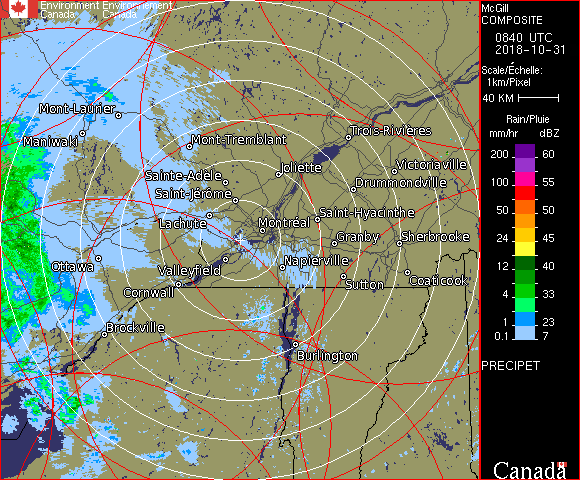 Environment Environnement
Canada Canada
Mont-Laurier
Maniwaki
Mont-Tremblant
Trois-Rivières
Sainte-Adèle
Joliette
Victoriaville
Saint-Jérôme
Drummondville
Lachute
Montréal
Saint-Hyacinthe
Granby
Sherbrooke
Ottawa
Valleyfield
Napierville
Cornwall
Sutton
Coaticook
Brockville
Burlington
McGill
COMPOSITE
0840 UTC
2018-10-31
Scale/Échelle:
1km/Pixel
40 KM
Rain/Pluie
mm/hr dBZ
200 60
100 55
50 50
24 45
12 40
4 33
1 23
0.1 7
PRECIPET
Canada